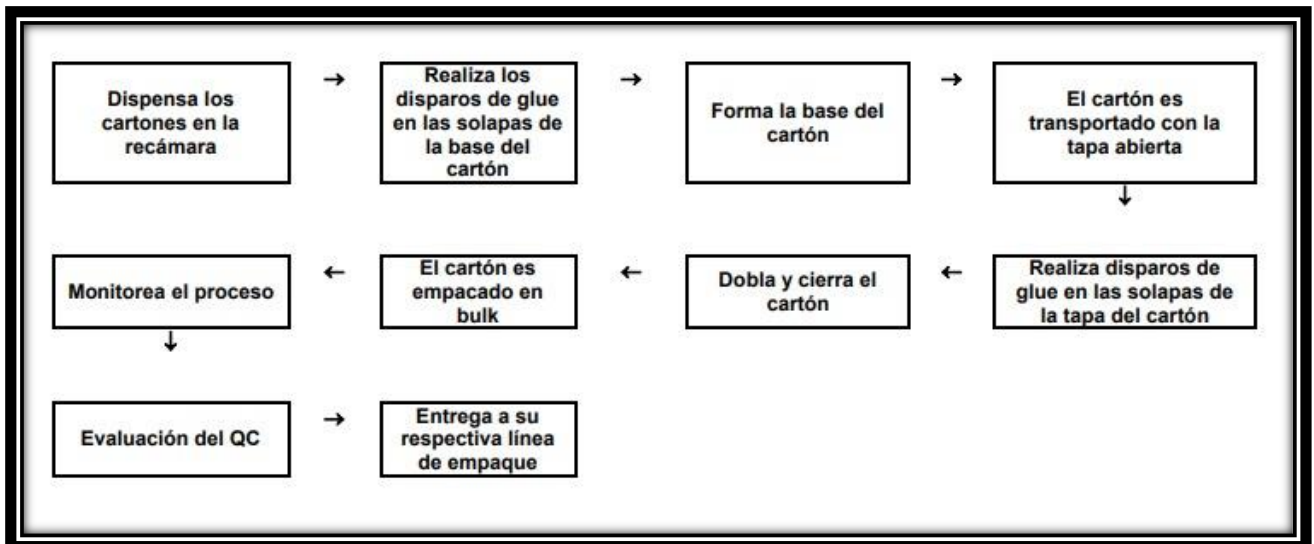 Dispensa los
cartones en la
recámara
→
Realiza los
disparos de glue
en las solapas de
la base del
cartón
→
Forma la base del
cartón
→
El cartón es
transportado con la
tapa abierta
↓
Realiza disparos de
glue en las solapas de
la tapa del cartón
←
Dobla y cierra el
cartón
←
El cartón es
empacado en
bulk
←
Monitorea el proceso
↓
Evaluación del QC
→
Entrega a su
respectiva línea
de empaque